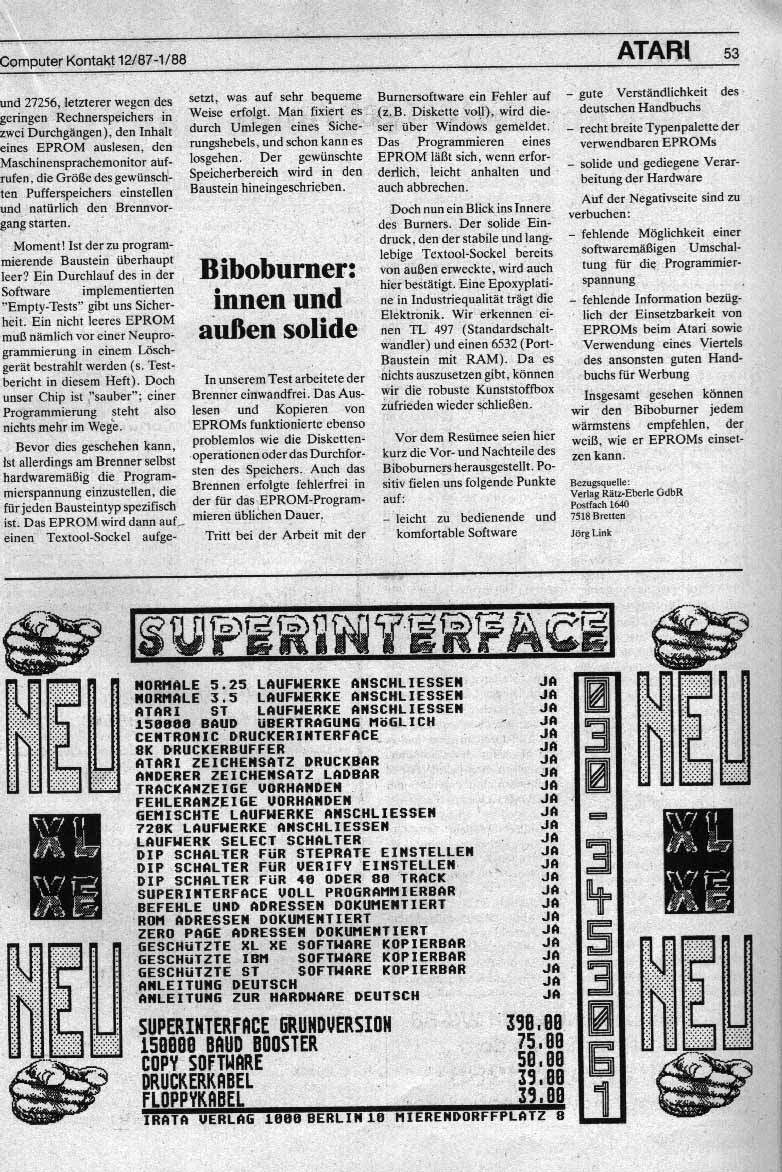 Computer Kontakt 12/87-1/88
ATARI 53
und 27256, letzterer wegen des
geringen Rechnerspeichers in
zwei Durchgängen), den Inhalt
eines EPROM auslesen, den
Maschinensprachemonitor auf-
rufen, die Größe des gewünsch-
ten Pufferspeichers einstellen
und natürlich den Brennvor-
gang starten.
Moment! Ist der zu program-
mierende Baustein überhaupt
leer? Ein Durchlauf des in der
Software implementierten
"Empty-Tests" gibt uns Sicher-
heit. Ein nicht leeres EPROM
muß nämlich vor einer Neupro-
grammierung in einem Lösch-
gerät bestrahlt werden (s. Test-
bericht in diesem Heft). Doch
unser Chip ist "sauber"; einer
Programmierung steht also
nichts mehr im Wege.
Bevor dies geschehen kann,
ist allerdings am Brenner selbst
hardwaremäßig die Program-
mierspannung einzustellen, die
für jeden Bausteintyp spezifisch
ist. Das EPROM wird dann auf
einen Textool-Sockel aufge-
setzt, was auf sehr bequeme
Weise erfolgt. Man fixiert es
durch Umlegen eines Siche-
rungshebels, und schon kann es
losgehen. Der gewünschte
Speicherbereich wird in den
Baustein hineingeschrieben.
Biboburner:
innen und
außen solide
In unserem Test arbeitete der
Brenner einwandfrei. Das Aus-
lesen und Kopieren von
EPROMs funktionierte ebenso
problemlos wie die Disketten-
operationen oder das Durchfor-
sten des Speichers. Auch das
Brennen erfolgte fehlerfrei in
der für das EPROM-Program-
mieren üblichen Dauer.
Tritt bei der Arbeit mit der
Burnersoftware ein Fehler auf
(z.B. Diskette voll), wird die-
ser über Windows gemeldet.
Das Programmieren eines
EPROM läßt sich, wenn erfor-
derlich, leicht anhalten und
auch abbrechen.
Doch nun ein Blick ins Innere
des Burners. Der solide Ein-
druck, den der stabile und lang-
lebige Textool-Sockel bereits
von außen erweckte, wird auch
hier bestätigt. Eine Epoxyplati-
ne in Industriequalität trägt die
Elektronik. Wir erkennen ei-
nen TL 497 (Standardschalt-
wandler) und einen 6532 (Port-
Baustein mit RAM). Da es
nichts auszusetzen gibt, können
wir die robuste Kunststoffbox
zufrieden wieder schließen.
Vor dem Resümee seien hier
kurz die Vor- und Nachteile des
Biboburners herausgestellt. Po-
sitiv fielen uns folgende Punkte
auf:
– leicht zu bedienende und
komfortable Software
– gute Verständlichkeit des
deutschen Handbuchs
– recht breite Typenpalette der
verwendbaren EPROMs
– solide und gediegene Verar-
beitung der Hardware
Auf der Negativseite sind zu
verbuchen:
– fehlende Möglichkeit einer
softwaremäßigen Umschal-
tung für die Programmier-
spannung
– fehlende Information bezüg-
lich der Einsetzbarkeit von
EPROMs beim Atari sowie
Verwendung eines Viertels
des ansonsten guten Hand-
buchs für Werbung
Insgesamt gesehen können
wir den Biboburner jedem
wärmstens empfehlen, der
weiß, wie er EPROMs einset-
zen kann.
Bezugsquelle:
Verlag Rätz-Eberle GdbR
Postfach 1640
7518 Bretten
Jörg Link
SUPERINTERFACE
NEU
XL
XE
NEU
NORMALE 5.25 LAUFWERKE ANSCHLIESSEN JA
NORMALE 3.5 LAUFWERKE ANSCHLIESSEN JA
ATARI ST LAUFWERKE ANSCHLIESSEN JA
150000 BAUD üBERTRAGUNG MöGLICH JA
CENTRONIC DRUCKERINTERFACE JA
8K DRUCKERBUFFER JA
ATARI ZEICHENSATZ DRUCKBAR JA
ANDERER ZEICHENSATZ LADBAR JA
TRACKANZEIGE VORHANDEN JA
FEHLERANZEIGE VORHANDEN JA
GEMISCHTE LAUFWERKE ANSCHLIESSEN JA
720K LAUFWERKE ANSCHLIESSEN JA
LAUFWERK SELECT SCHALTER JA
DIP SCHALTER FüR STEPRATE EINSTELLEN JA
DIP SCHALTER FüR VERIFY EINSTELLEN JA
DIP SCHALTER FüR 40 ODER 80 TRACK JA
SUPERINTERFACE VOLL PROGRAMMIERBAR JA
BEFEHLE UND ADRESSEN DOKUMENTIERT JA
ROM ADRESSEN DOKUMENTIERT JA
ZERO PAGE ADRESSEN DOKUMENTIERT JA
GESCHüTZTE XL XE SOFTWARE KOPIERBAR JA
GESCHüTZTE IBM SOFTWARE KOPIERBAR JA
GESCHüTZTE ST SOFTWARE KOPIERBAR JA
ANLEITUNG DEUTSCH JA
ANLEITUNG ZUR HARDWARE DEUTSCH JA
SUPERINTERFACE GRUNDVERSION 390.00
150000 BAUD BOOSTER 75.00
COPY SOFTWARE 50.00
DRUCKERKABEL 39.00
FLOPPYKABEL 39.00
IRATA VERLAG 1000 BERLIN 10 MIERENDORFFPLATZ 8
030-3453061
NEU
XL
XE
NEU